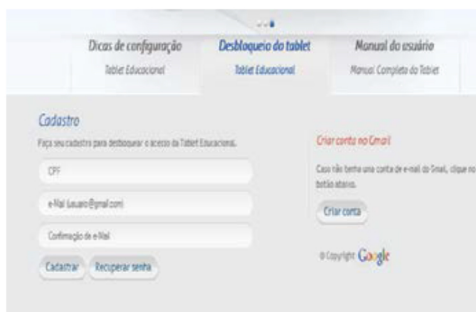 Dicas de configuração
Tablet Educacional
Desbloqueio do tablet
Tablet Educacional
Manual do usuário
Manual Completo do Tablet
Cadastro
Faça seu cadastro para desbloquear o acesso da Tablet Educacional.
CPF
e-Mail (usuario@gmail.com)
Confirmação de e-Mail
Cadastrar
Recuperar senha
Criar conta no Gmail
Caso não tenha uma conta de e-mail do Gmail, clique no
botão abaixo.
Criar conta
© Copyright Google